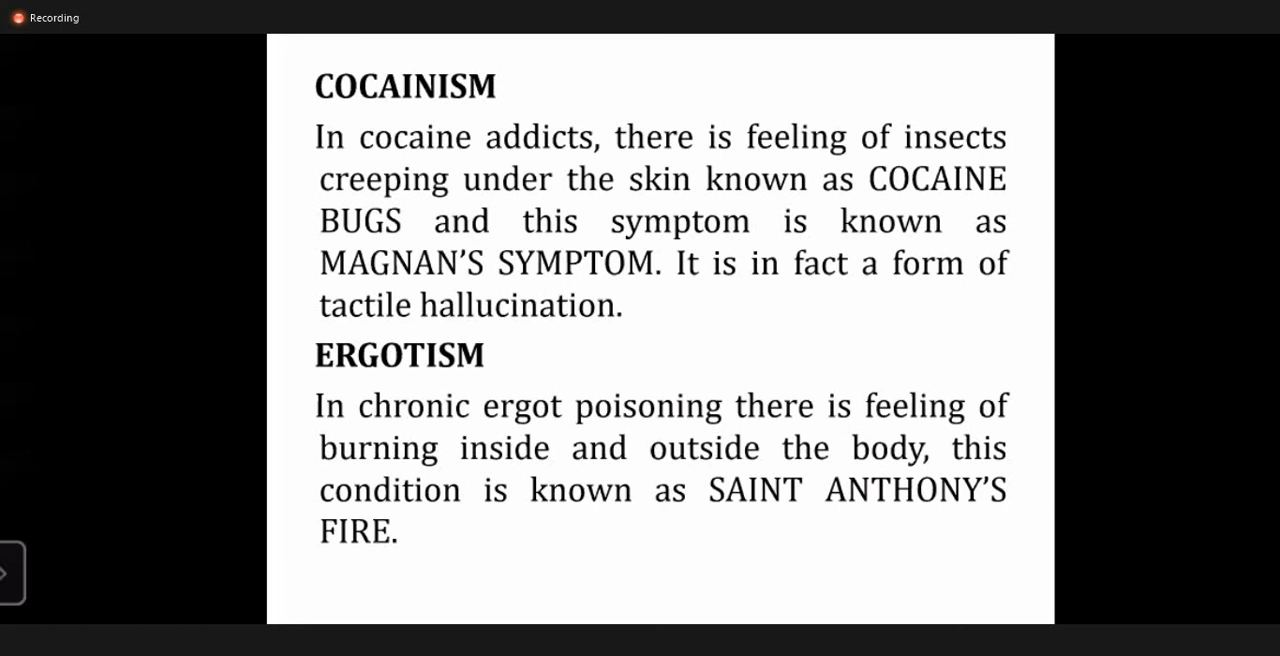 Recording
COCAINISM
In cocaine addicts, there is feeling of insects
creeping under the skin known as COCAINE
BUGS and this symptom is known as
MAGNAN’S SYMPTOM. It is in fact a form of
tactile hallucination.
ERGOTISM
In chronic ergot poisoning there is feeling of
burning inside and outside the body, this
condition is known as SAINT ANTHONY’S
FIRE.